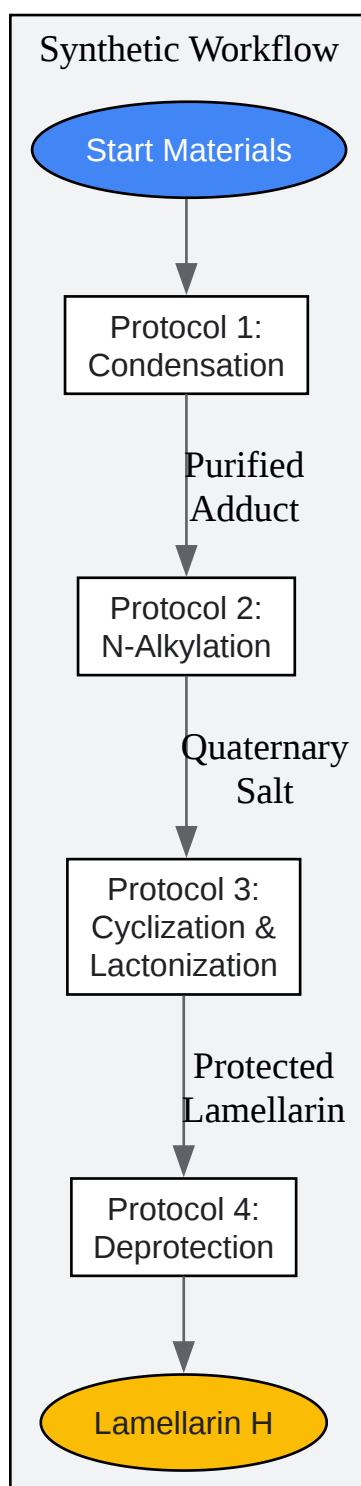 Synthetic Workflow
Start Materials
Protocol 1:
Condensation
Purified
Adduct
Protocol 2:
N-Alkylation
Quaternary
Salt
Protocol 3:
Cyclization &
Lactonization
Protected
Lamellarin
Protocol 4:
Deprotection
Lamellarin H